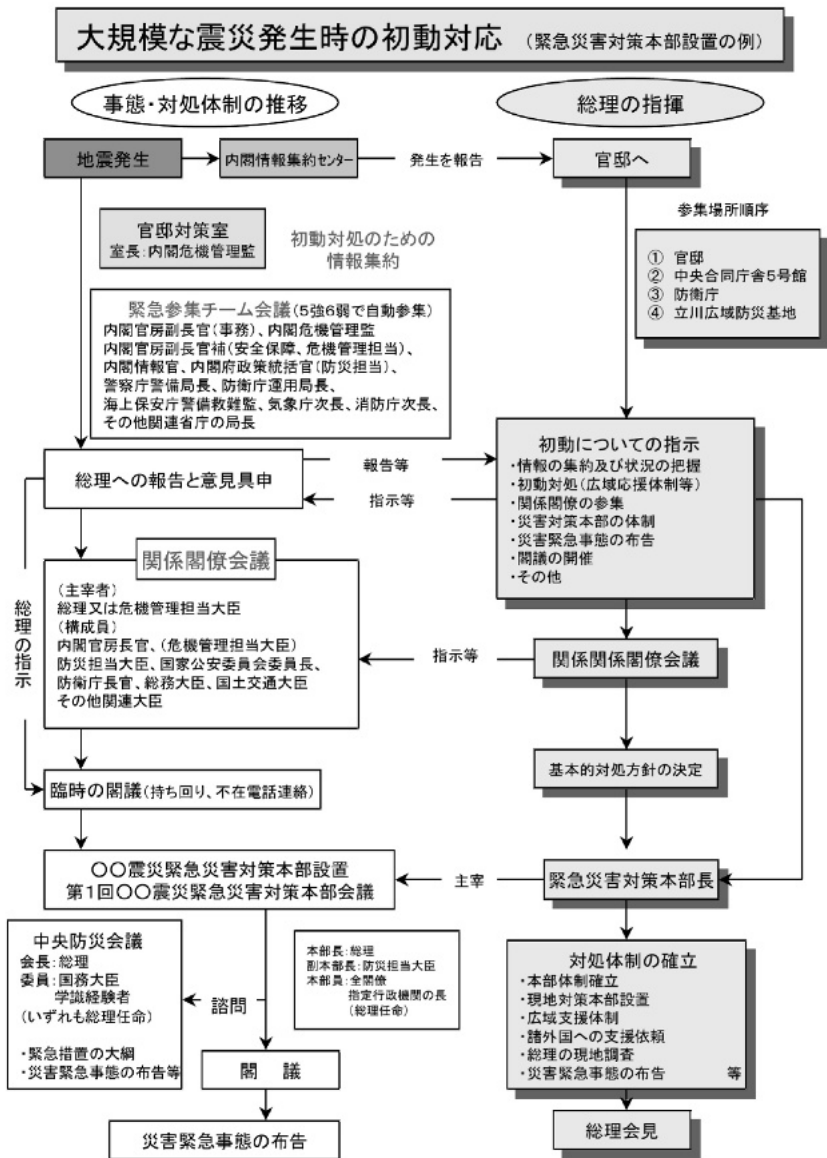 大規模な震災発生時の初動対応 (緊急災害対策本部設置の例)
事態・対処体制の推移
総理の指揮
地震発生
内閣情報集約センター
発生を報告
官邸へ
官邸対策室
室長:内閣危機管理監
初動対処のための
情報集約
参集場所順序
① 官邸
② 中央合同庁舎5号館
③ 防衛庁
④ 立川広域防災基地
緊急参集チーム会議(5強6弱で自動参集)
内閣官房副長官(事務)、内閣危機管理監
内閣官房副長官補(安全保障、危機管理担当)、
内閣情報官、内閣府政策統括官(防災担当)、
警察庁警備局長、防衛庁運用局長、
海上保安庁警備救難監、気象庁次長、消防庁次長、
その他関連省庁の局長
総理への報告と意見具申
報告等
指示等
初動についての指示
・情報の集約及び状況の把握
・初動対処(広域応援体制等)
・関係閣僚の参集
・災害対策本部の体制
・災害緊急事態の布告
・閣議の開催
・その他
総理の指示
関係閣僚会議
(主宰者)
総理又は危機管理担当大臣
(構成員)
内閣官房長官、(危機管理担当大臣)
防災担当大臣、国家公安委員会委員長、
防衛庁長官、総務大臣、国土交通大臣
その他関連大臣
指示等
関係関係閣僚会議
基本的対処方針の決定
臨時の閣議(持ち回り、不在電話連絡)
〇〇震災緊急災害対策本部設置
第1回〇〇震災緊急災害対策本部会議
主宰
緊急災害対策本部長
中央防災会議
会長:総理
委員:国務大臣
学識経験者
(いずれも総理任命)
・緊急措置の大綱
・災害緊急事態の布告等
諮問
本部長:総理
副本部長:防災担当大臣
本部員:全閣僚
指定行政機関の長
(総理任命)
対処体制の確立
・本部体制確立
・現地対策本部設置
・広域支援体制
・諸外国への支援依頼
・総理の現地調査
・災害緊急事態の布告 等
閣 議
災害緊急事態の布告
総理会見